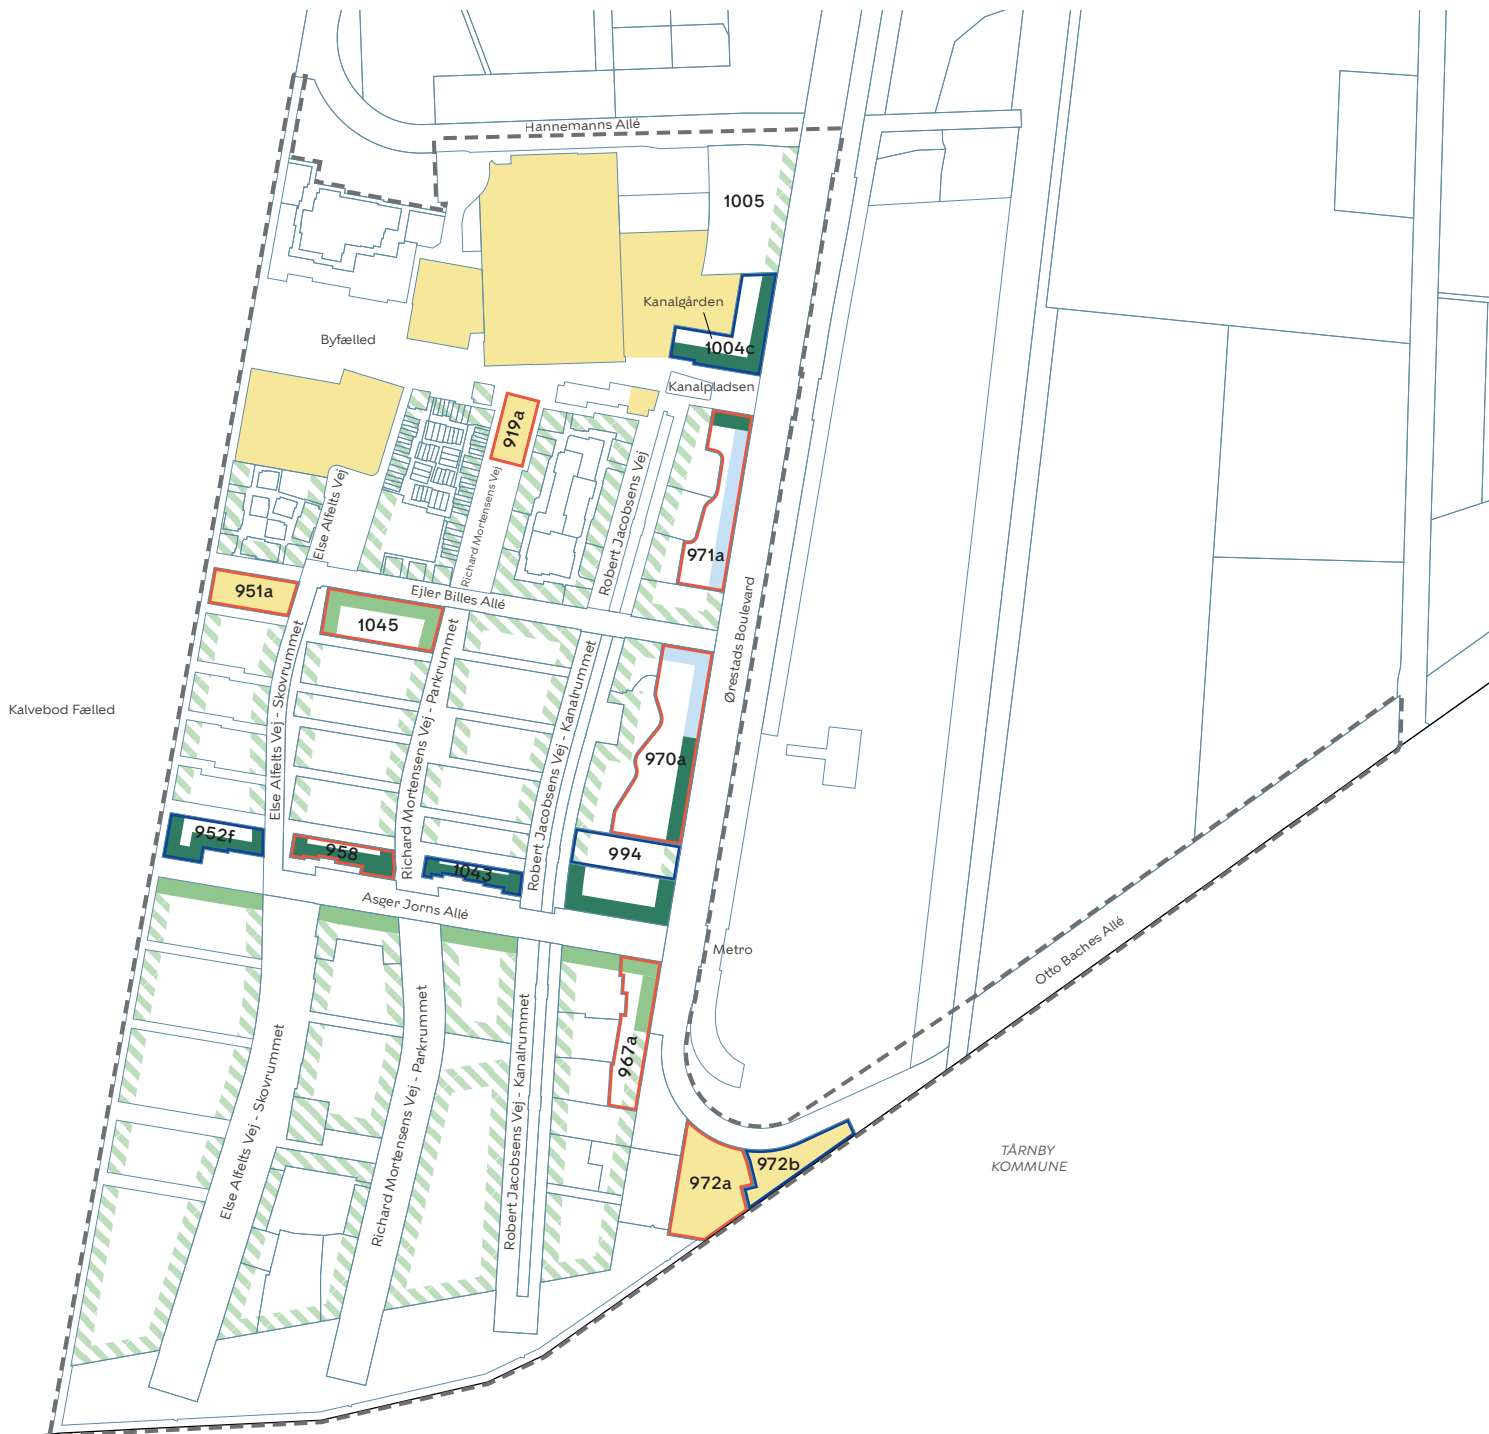 Hannemanns Allé
1005
Kanalgården
1004c
Byfælled
Kanalpladsen
919a
Else Alfelts Vej
Richard Mortensens Vej
Robert Jacobsens Vej
971a
951a
Ejler Billes Allé
1045
Ørestads Boulevard
Kalvebod Fælled
Else Alfelts Vej - Skovrummet
Richard Mortensens Vej - Parkrummet
Robert Jacobsens Vej - Kanalrummet
970a
952f
958
1043
994
Asger Jorns Allé
Metro
Otto Baches Allé
967a
Else Alfelts Vej - Skovrummet
Richard Mortensens Vej - Parkrummet
Robert Jacobsens Vej - Kanalrummet
972a
972b
TÅRNBY
KOMMUNE